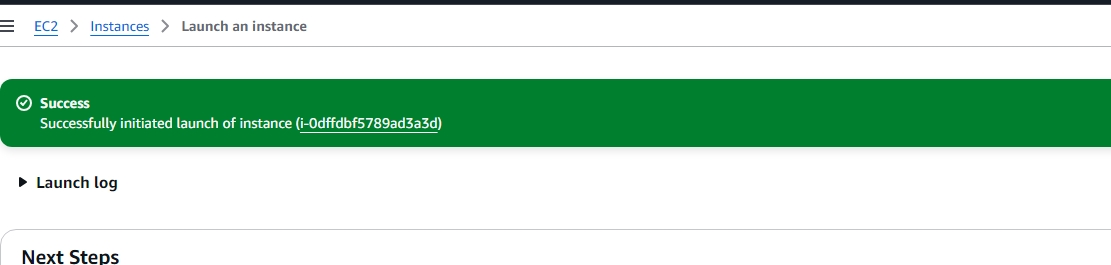 EC2 > Instances > Launch an instance
Success
Successfully initiated launch of instance (i-0dffdbf5789ad3a3d)
Launch log
Next Steps